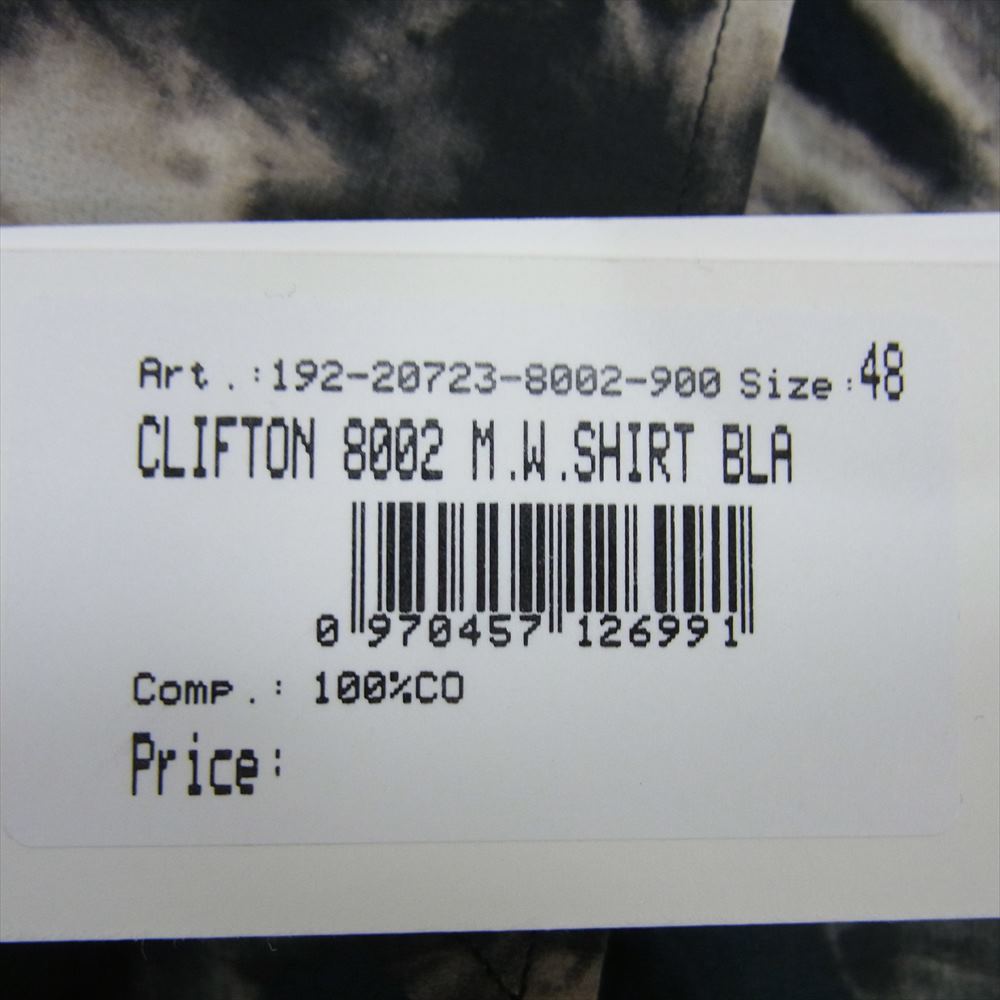 Art.:192-20723-8002-900 Size:48
CLIFTON 8002 M.W.SHIRT BLA
0 970457 126991
Comp.: 100%CO
Price: